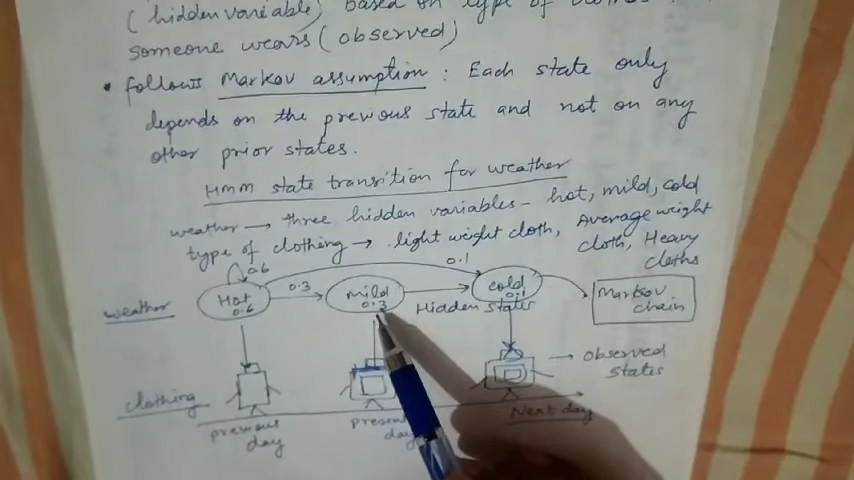 (hidden variable) based on type of clothes
someone wears (observed)
• follows Markov assumption : Each state only
depends on the previous state and not on any
other prior states.
HMM state transition for weather
weather → three hidden variables - hot, mild, cold
type of clothing → light weight cloth, Average weight
cloth, Heavy
cloths
0.6
0.1
weather
Hot
0.6
0.3
mild
0.3
cold
0.1
Markov
chain
Hidden States
observed
states
clothing
previous
day
present
day
Next day